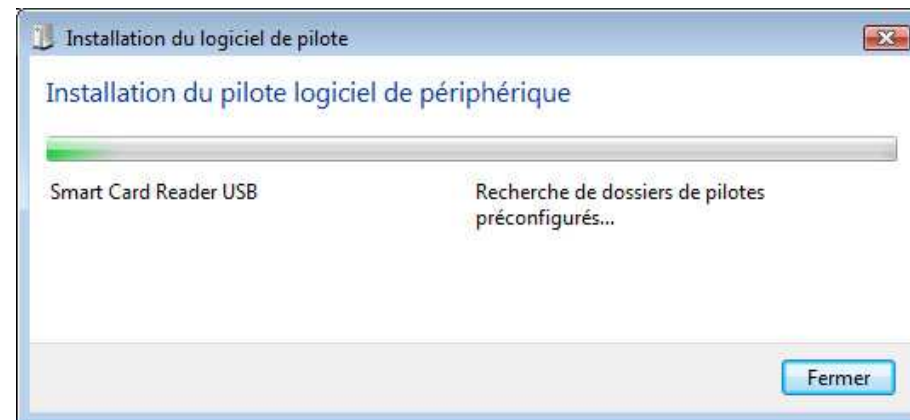 Installation du logiciel de pilote
Installation du pilote logiciel de périphérique
Smart Card Reader USB
Recherche de dossiers de pilotes
préconfigurés...
Fermer